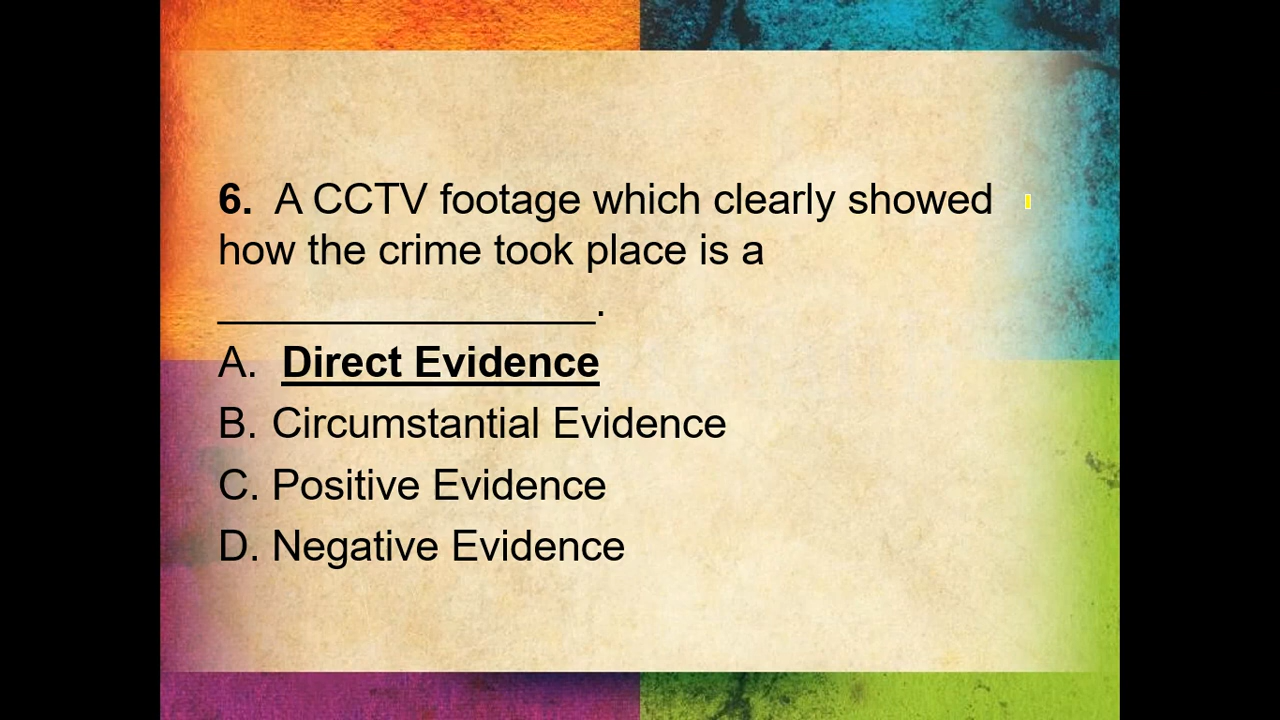 6. A CCTV footage which clearly showed
how the crime took place is a
________________.
A. Direct Evidence
B. Circumstantial Evidence
C. Positive Evidence
D. Negative Evidence